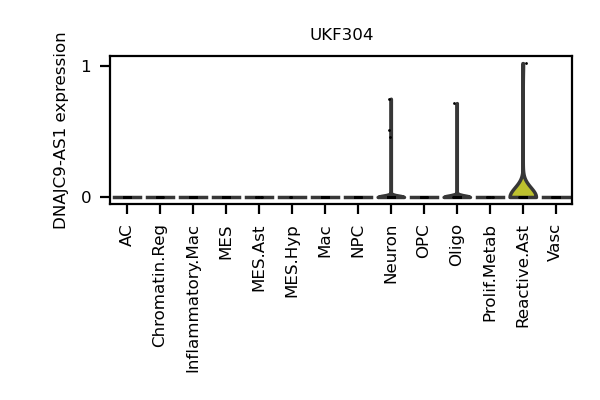 UKF304
DNAJC9-AS1 expression
1
0
AC
Chromatin.Reg
Inflammatory.Mac
MES
MES.Ast
MES.Hyp
Mac
NPC
Neuron
OPC
Oligo
Prolif.Metab
Reactive.Ast
Vasc